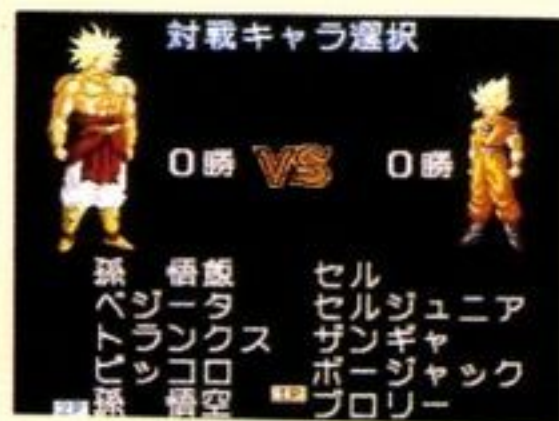 対戦キャラ選択
0勝 VS 0勝
孫 悟飯 セル
ベジータ セルジュニア
トランクス ザンギャ
ピッコロ ボージャック
2P 孫 悟空 1P ブロリー